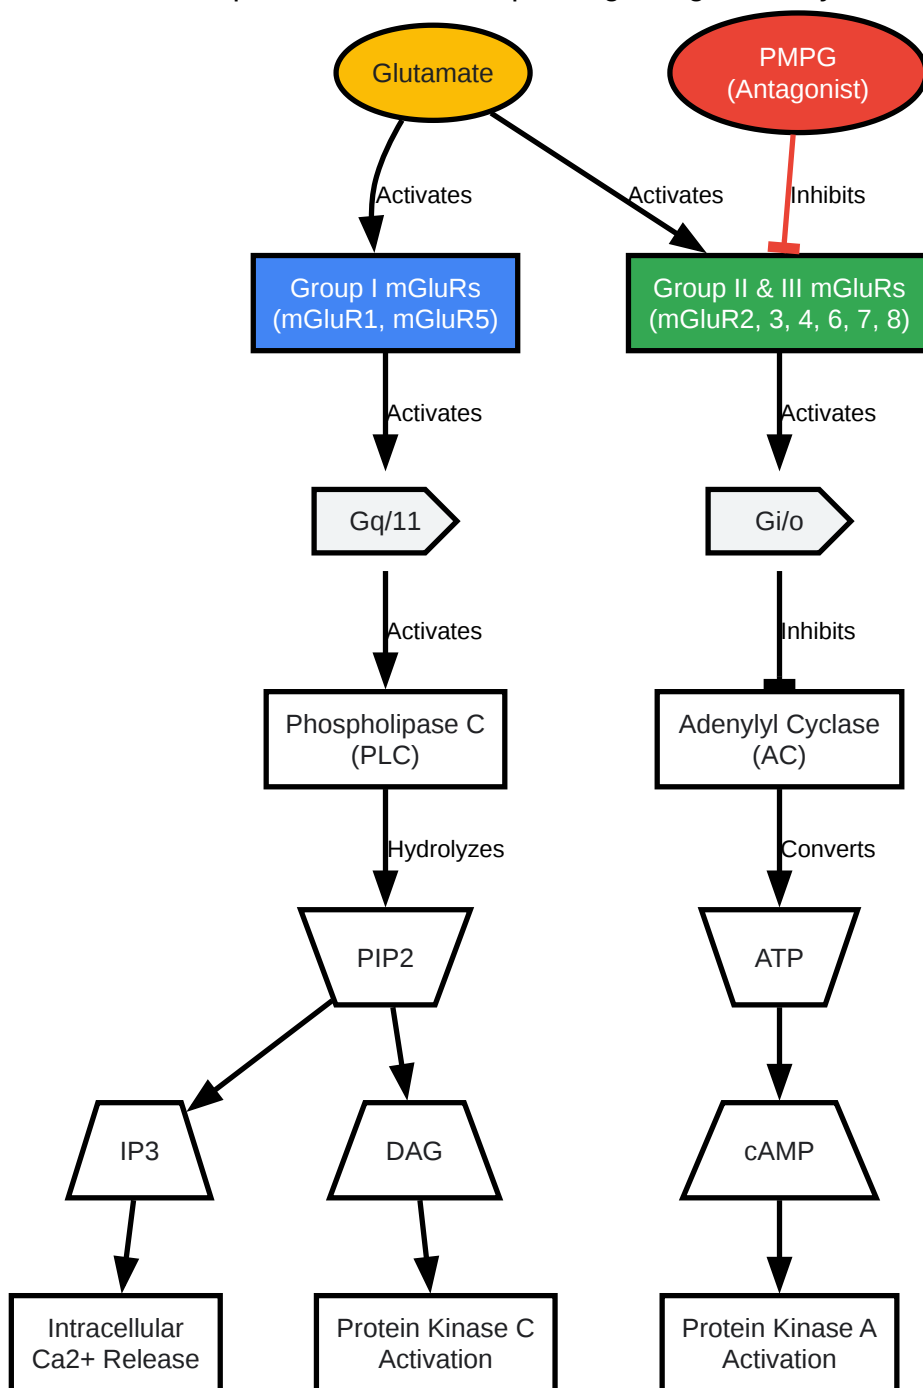 Glutamate
PMPG
(Antagonist)
Activates
Activates
Inhibits
Group I mGluRs
(mGluR1, mGluR5)
Group II & III mGluRs
(mGluR2, 3, 4, 6, 7, 8)
Activates
Activates
Gq/11
Gi/o
Activates
Inhibits
Phospholipase C
(PLC)
Adenylyl Cyclase
(AC)
Hydrolyzes
Converts
PIP2
ATP
IP3
DAG
cAMP
Intracellular
Ca2+ Release
Protein Kinase C
Activation
Protein Kinase A
Activation